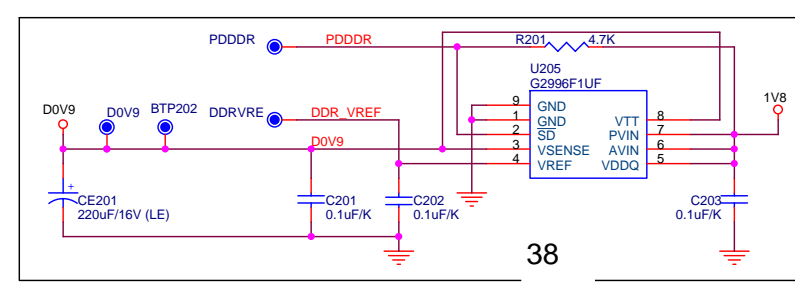 PDDDR PDDDR R201 4.7K
U205
G2996F1UF
D0V9 D0V9 BTP202 DDRVRE DDR_VREF 1V8
9 GND
1 GND VTT 8
2 SD PVIN 7
D0V9 3 VSENSE AVIN 6
4 VREF VDDQ 5
+
CE201 C201 C202 C203
220uF/16V (LE) 0.1uF/K 0.1uF/K 0.1uF/K
38